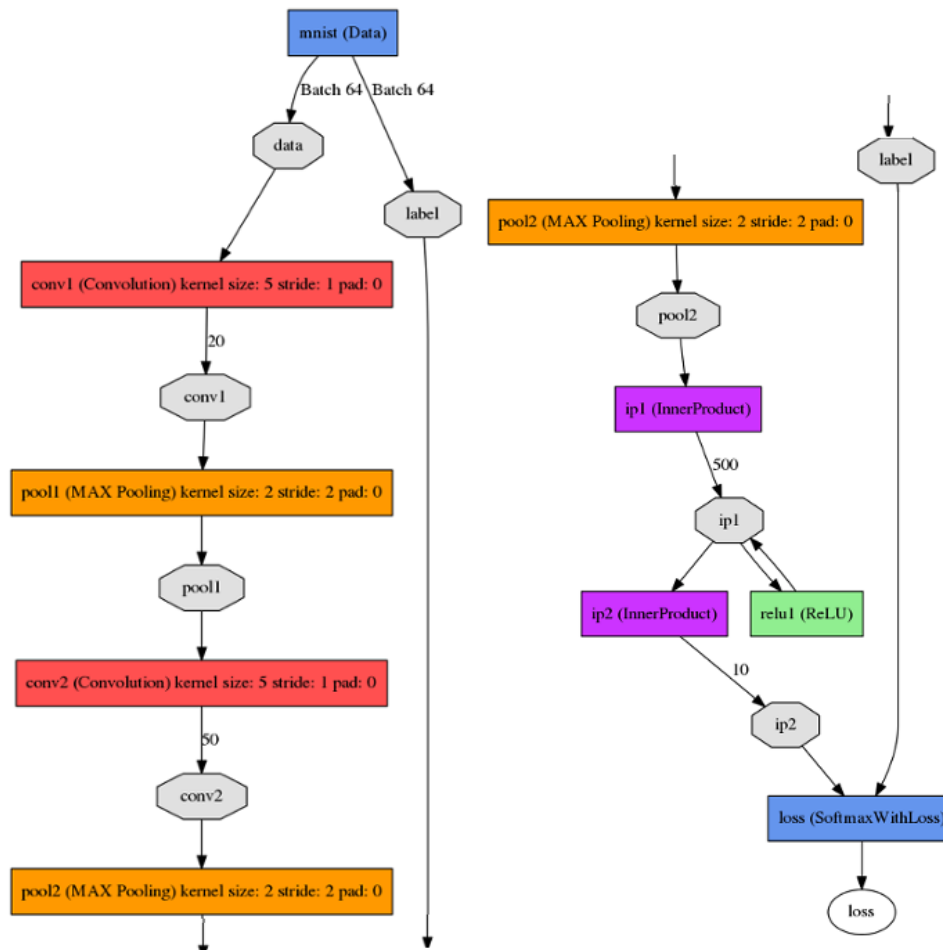 mnist (Data)
Batch 64
Batch 64
data
label
conv1 (Convolution) kernel size: 5 stride: 1 pad: 0
20
conv1
pool1 (MAX Pooling) kernel size: 2 stride: 2 pad: 0
pool1
conv2 (Convolution) kernel size: 5 stride: 1 pad: 0
50
conv2
pool2 (MAX Pooling) kernel size: 2 stride: 2 pad: 0
label
pool2 (MAX Pooling) kernel size: 2 stride: 2 pad: 0
pool2
ip1 (InnerProduct)
500
ip1
ip2 (InnerProduct)
relu1 (ReLU)
10
ip2
loss (SoftmaxWithLoss)
loss